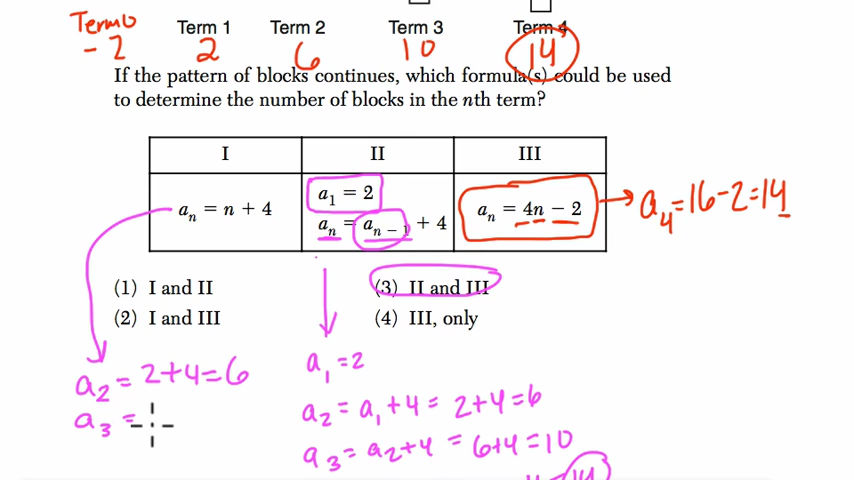 Term 0 Term 1 Term 2 Term 3 Term 4
-2 2 6 10 14
If the pattern of blocks continues, which formula(s) could be used
to determine the number of blocks in the nth term?
I II III
aₙ = n + 4 a₁ = 2 aₙ = 4n − 2 a₄=16-2=14
aₙ = aₙ₋₁ + 4
(1) I and II (3) II and III
(2) I and III (4) III, only
a₂ = 2+4=6 a₁=2
a₃ = a₂ = a₁+4 = 2+4=6
a₃= a₂+4 = 6+4=10
14